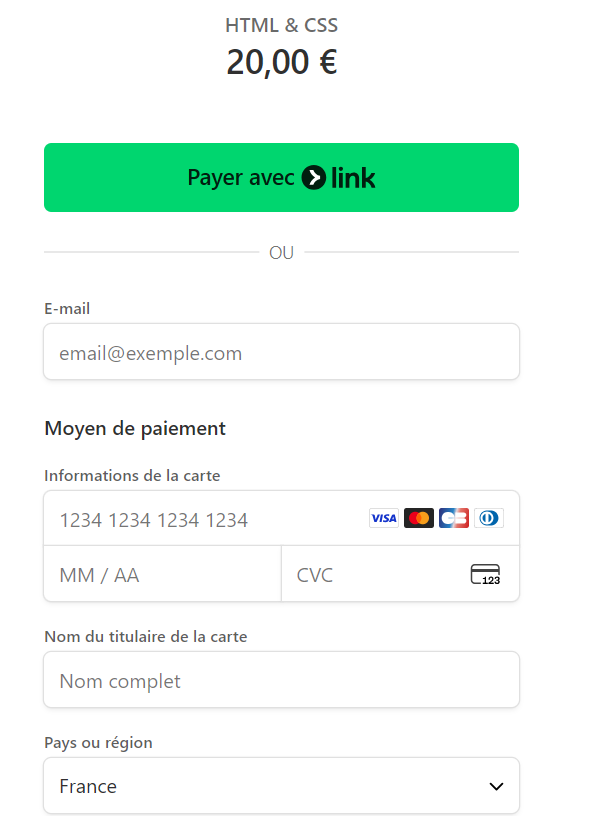 HTML & CSS
20,00 €
Payer avec link
OU
E-mail
email@exemple.com
Moyen de paiement
Informations de la carte
1234 1234 1234 1234 VISA CB
MM / AA CVC 123
Nom du titulaire de la carte
Nom complet
Pays ou région
France